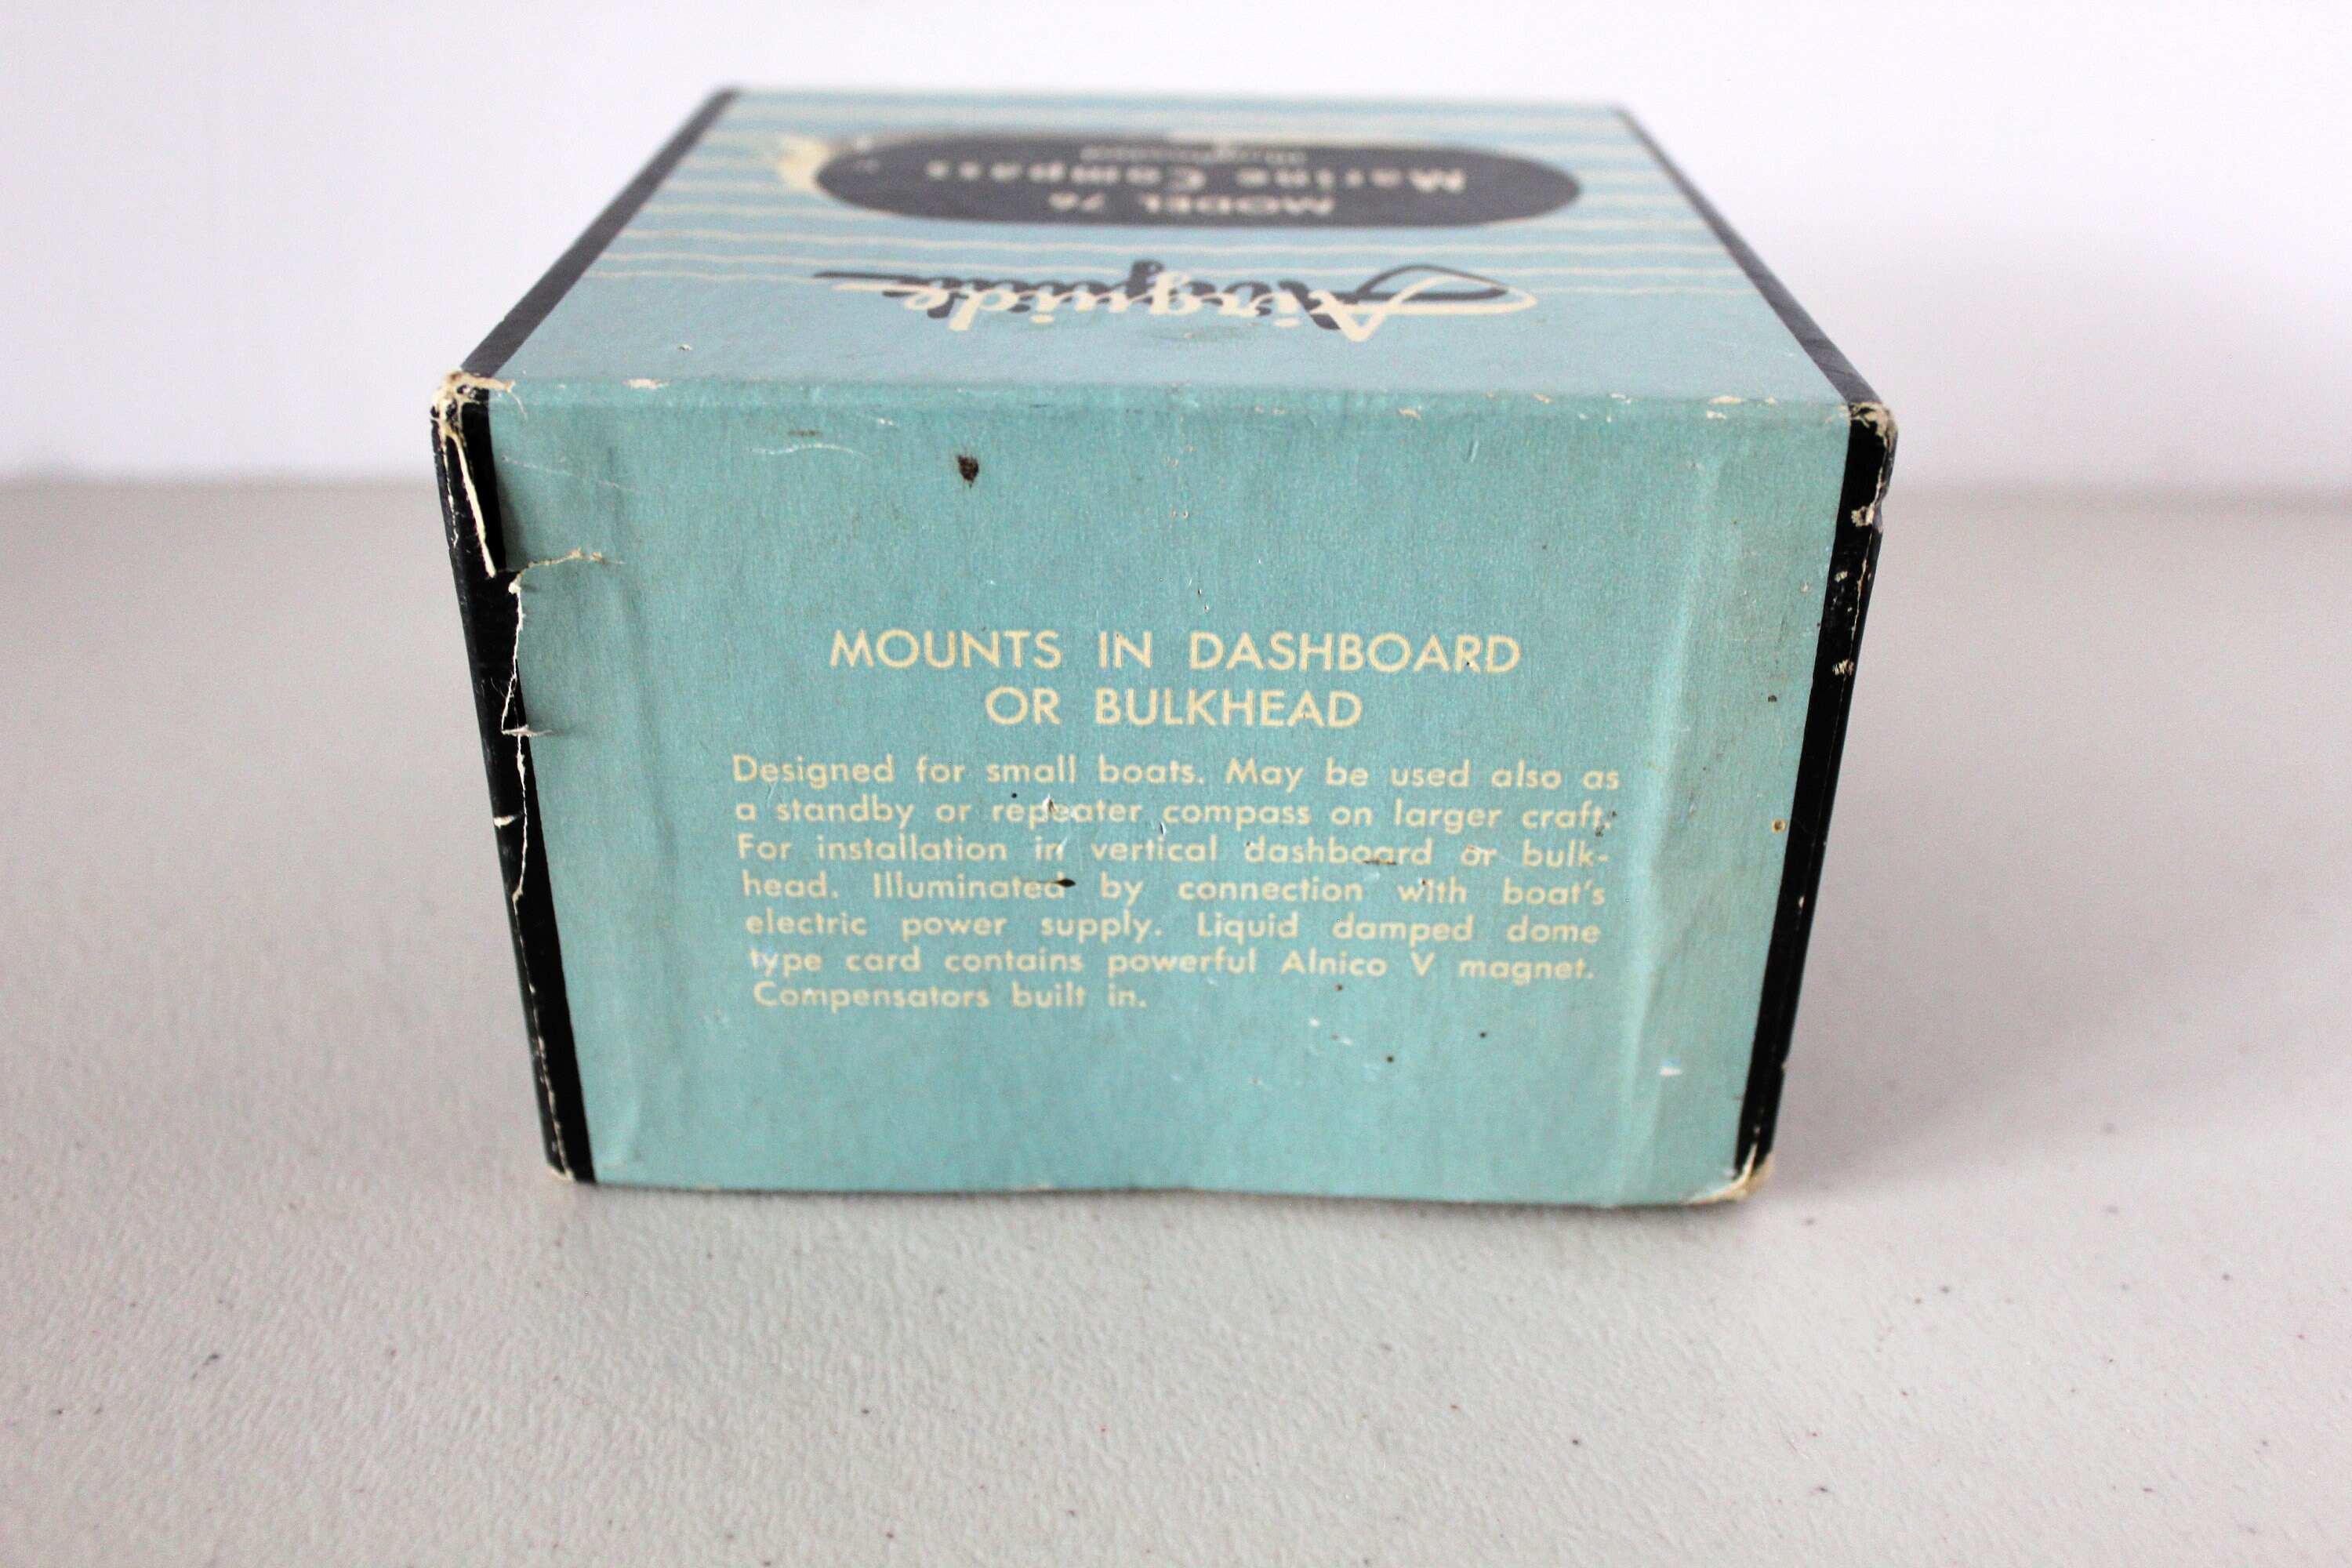 Illuminated
Marine Compass
MODEL 76
Airguide
MOUNTS IN DASHBOARD
OR BULKHEAD
Designed for small boats. May be used also as
a standby or repeater compass on larger craft.
For installation in vertical dashboard or bulk-
head. Illuminated by connection with boat's
electric power supply. Liquid damped dome
type card contains powerful Alnico V magnet.
Compensators built in.